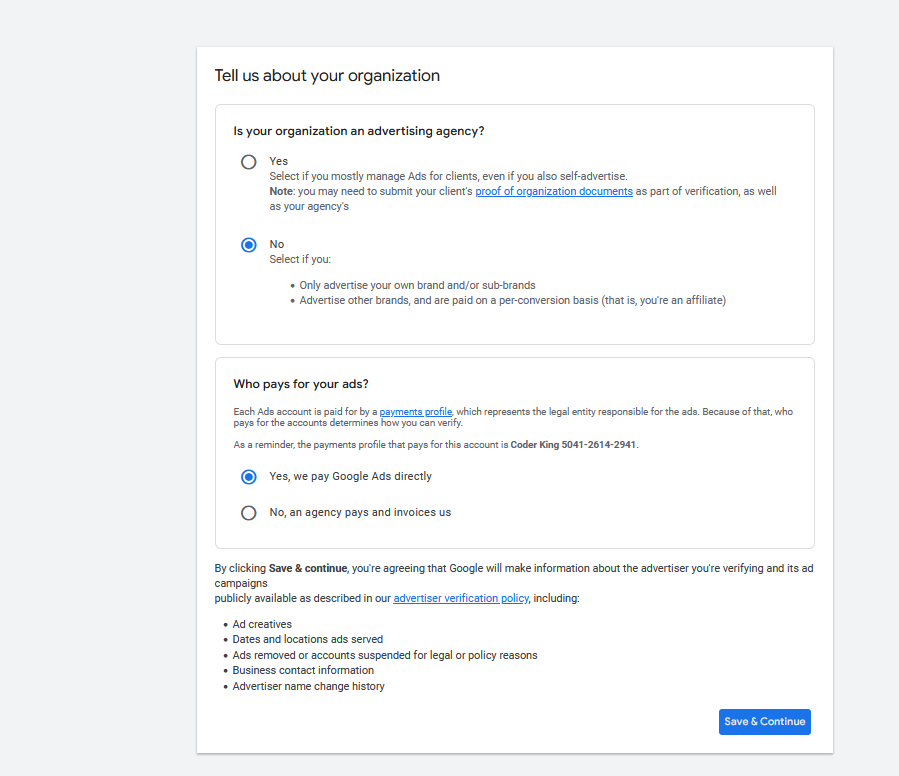 Tell us about your organization
Is your organization an advertising agency?
Yes
Select if you mostly manage Ads for clients, even if you also self-advertise.
Note: you may need to submit your client's proof of organization documents as part of verification, as well
as your agency's
No
Select if you:
• Only advertise your own brand and/or sub-brands
• Advertise other brands, and are paid on a per-conversion basis (that is, you're an affiliate)
Who pays for your ads?
Each Ads account is paid for by a payments profile, which represents the legal entity responsible for the ads. Because of that, who
pays for the accounts determines how you can verify.
As a reminder, the payments profile that pays for this account is Coder King 5041-2614-2941.
Yes, we pay Google Ads directly
No, an agency pays and invoices us
By clicking Save & continue, you're agreeing that Google will make information about the advertiser you're verifying and its ad
campaigns
publicly available as described in our advertiser verification policy, including:
• Ad creatives
• Dates and locations ads served
• Ads removed or accounts suspended for legal or policy reasons
• Business contact information
• Advertiser name change history
Save & Continue